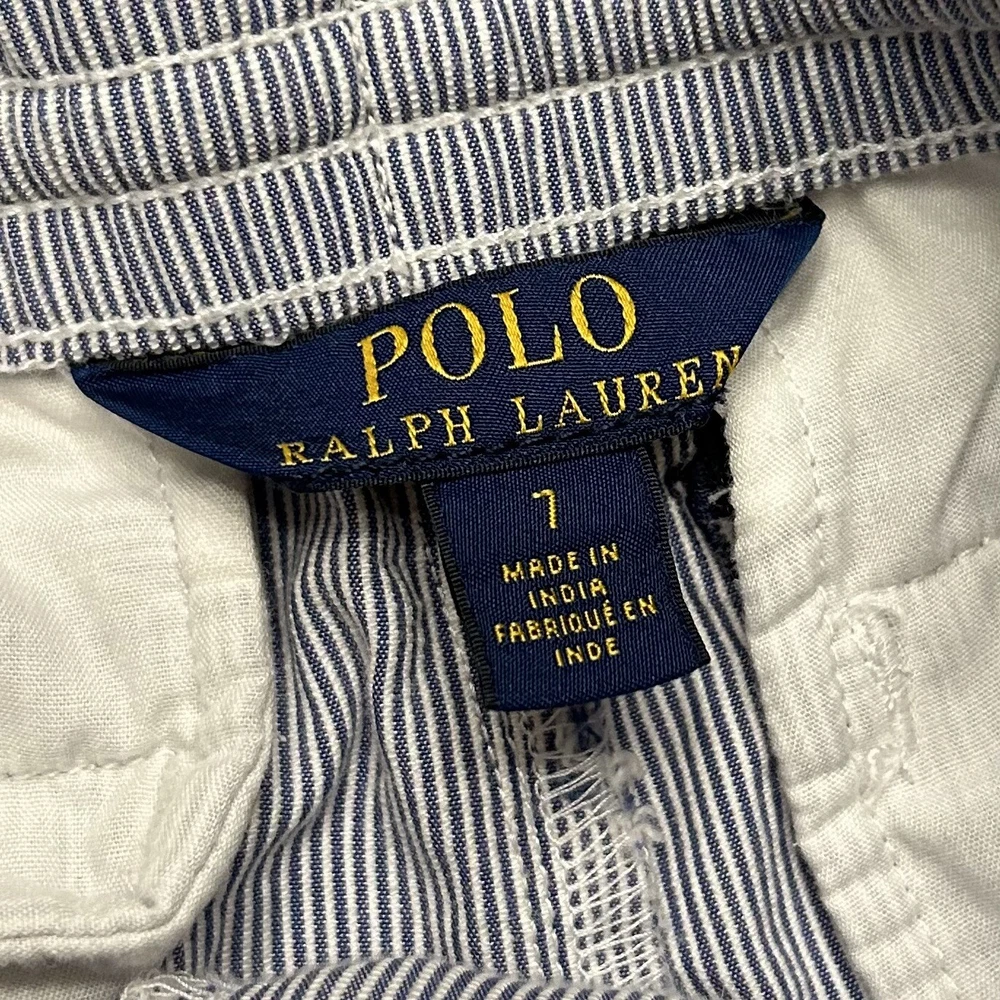 POLO
RALPH LAUREN
7
MADE IN
INDIA
FABRIQUÉ EN
INDE